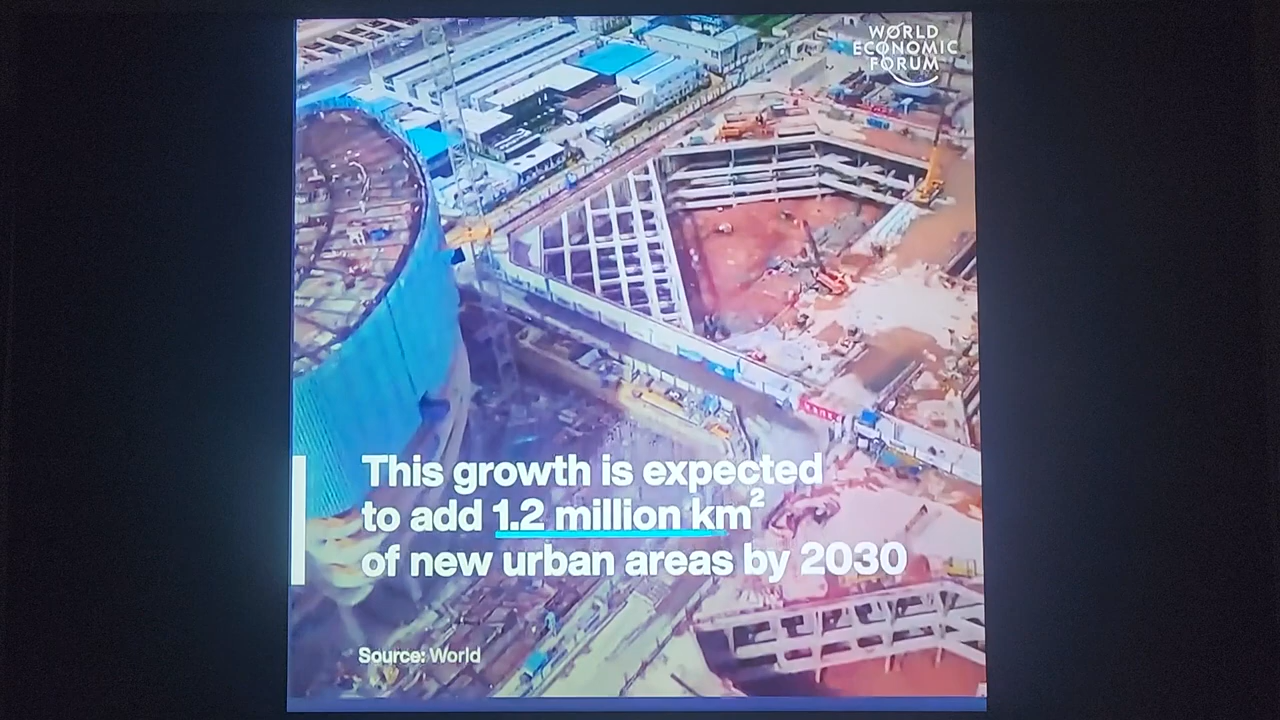 WORLD
ECONOMIC
FORUM
This growth is expected
to add 1.2 million km²
of new urban areas by 2030
Source: World